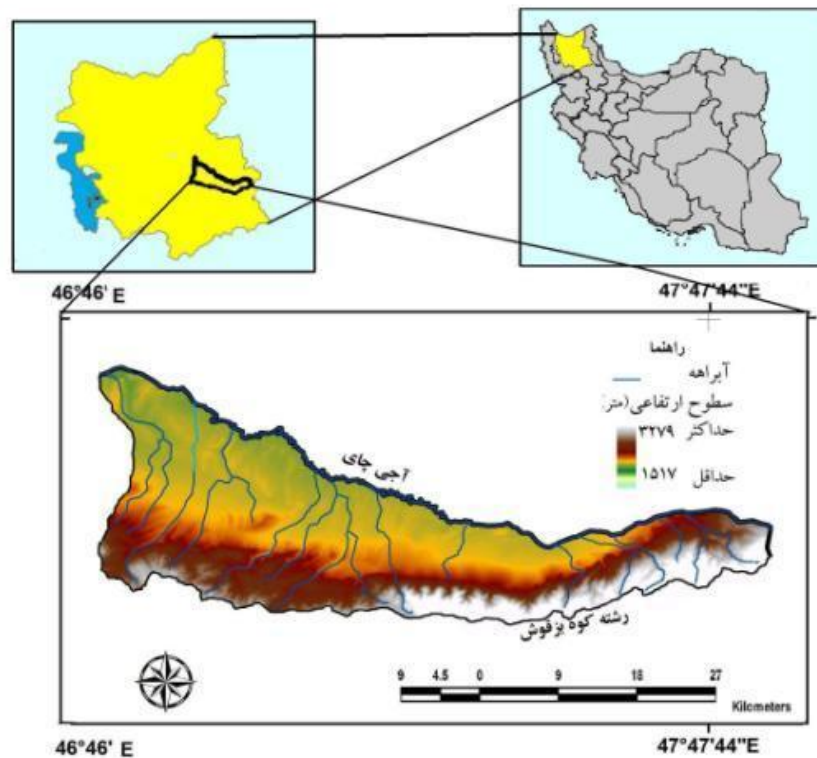 46°46' E
47°47'44"E
راهنما
آبراهه
سطوح ارتفاعی(متر)
حداکثر ۳۲۷۹
حداقل ۱۵۱۷
آجی چای
رشته کوه بزقوش
9 4.5 0 9 18 27
Kilometers
46°46' E
47°47'44"E